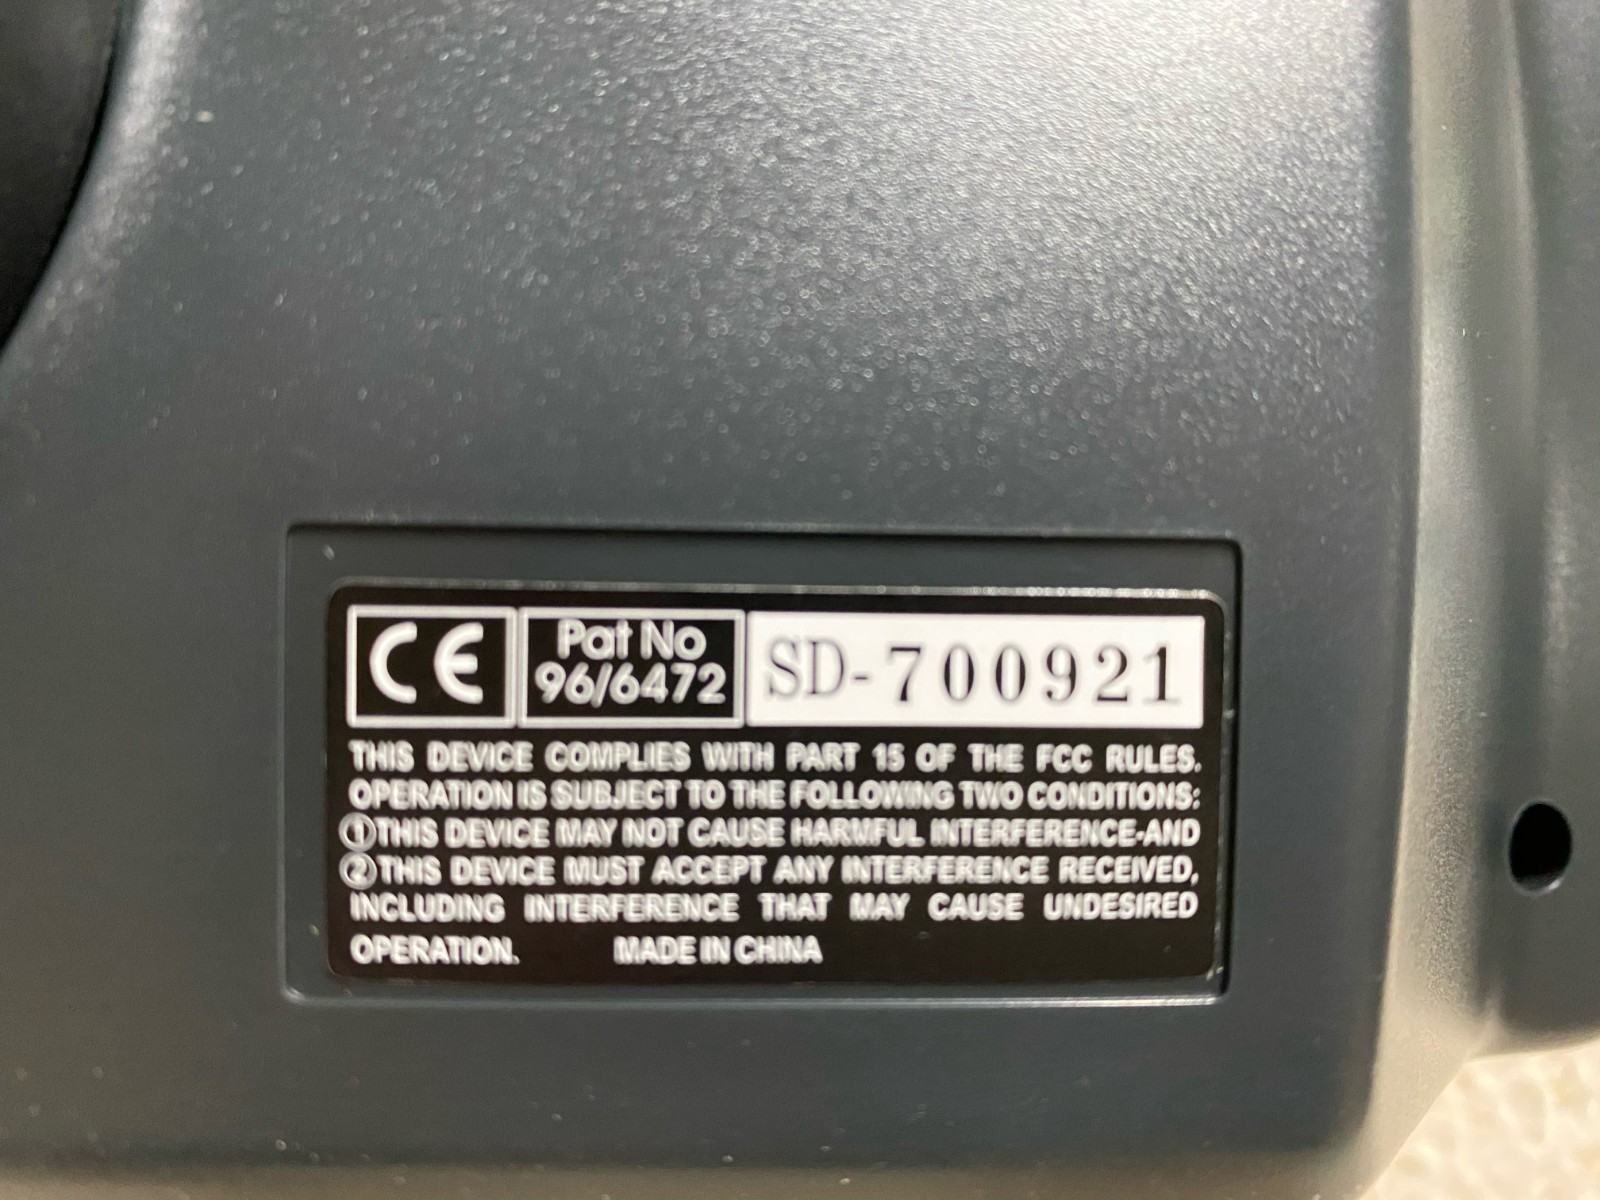 CE Pat No SD-700921
96/6472
THIS DEVICE COMPLIES WITH PART 15 OF THE FCC RULES.
OPERATION IS SUBJECT TO THE FOLLOWING TWO CONDITIONS:
①THIS DEVICE MAY NOT CAUSE HARMFUL INTERFERENCE-AND
②THIS DEVICE MUST ACCEPT ANY INTERFERENCE RECEIVED,
INCLUDING INTERFERENCE THAT MAY CAUSE UNDESIRED
OPERATION. MADE IN CHINA